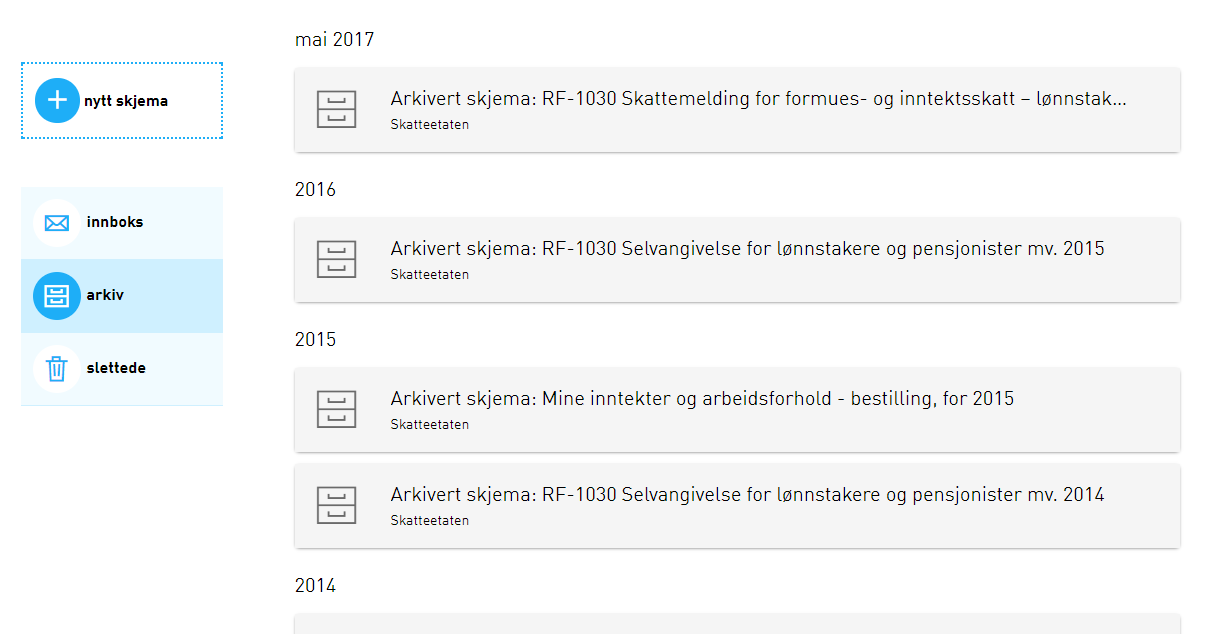 nytt skjema
innboks
arkiv
slettede
mai 2017
Arkivert skjema: RF-1030 Skattemelding for formues- og inntektsskatt – lønnstak...
Skatteetaten
2016
Arkivert skjema: RF-1030 Selvangivelse for lønnstakere og pensjonister mv. 2015
Skatteetaten
2015
Arkivert skjema: Mine inntekter og arbeidsforhold - bestilling, for 2015
Skatteetaten
Arkivert skjema: RF-1030 Selvangivelse for lønnstakere og pensjonister mv. 2014
Skatteetaten
2014